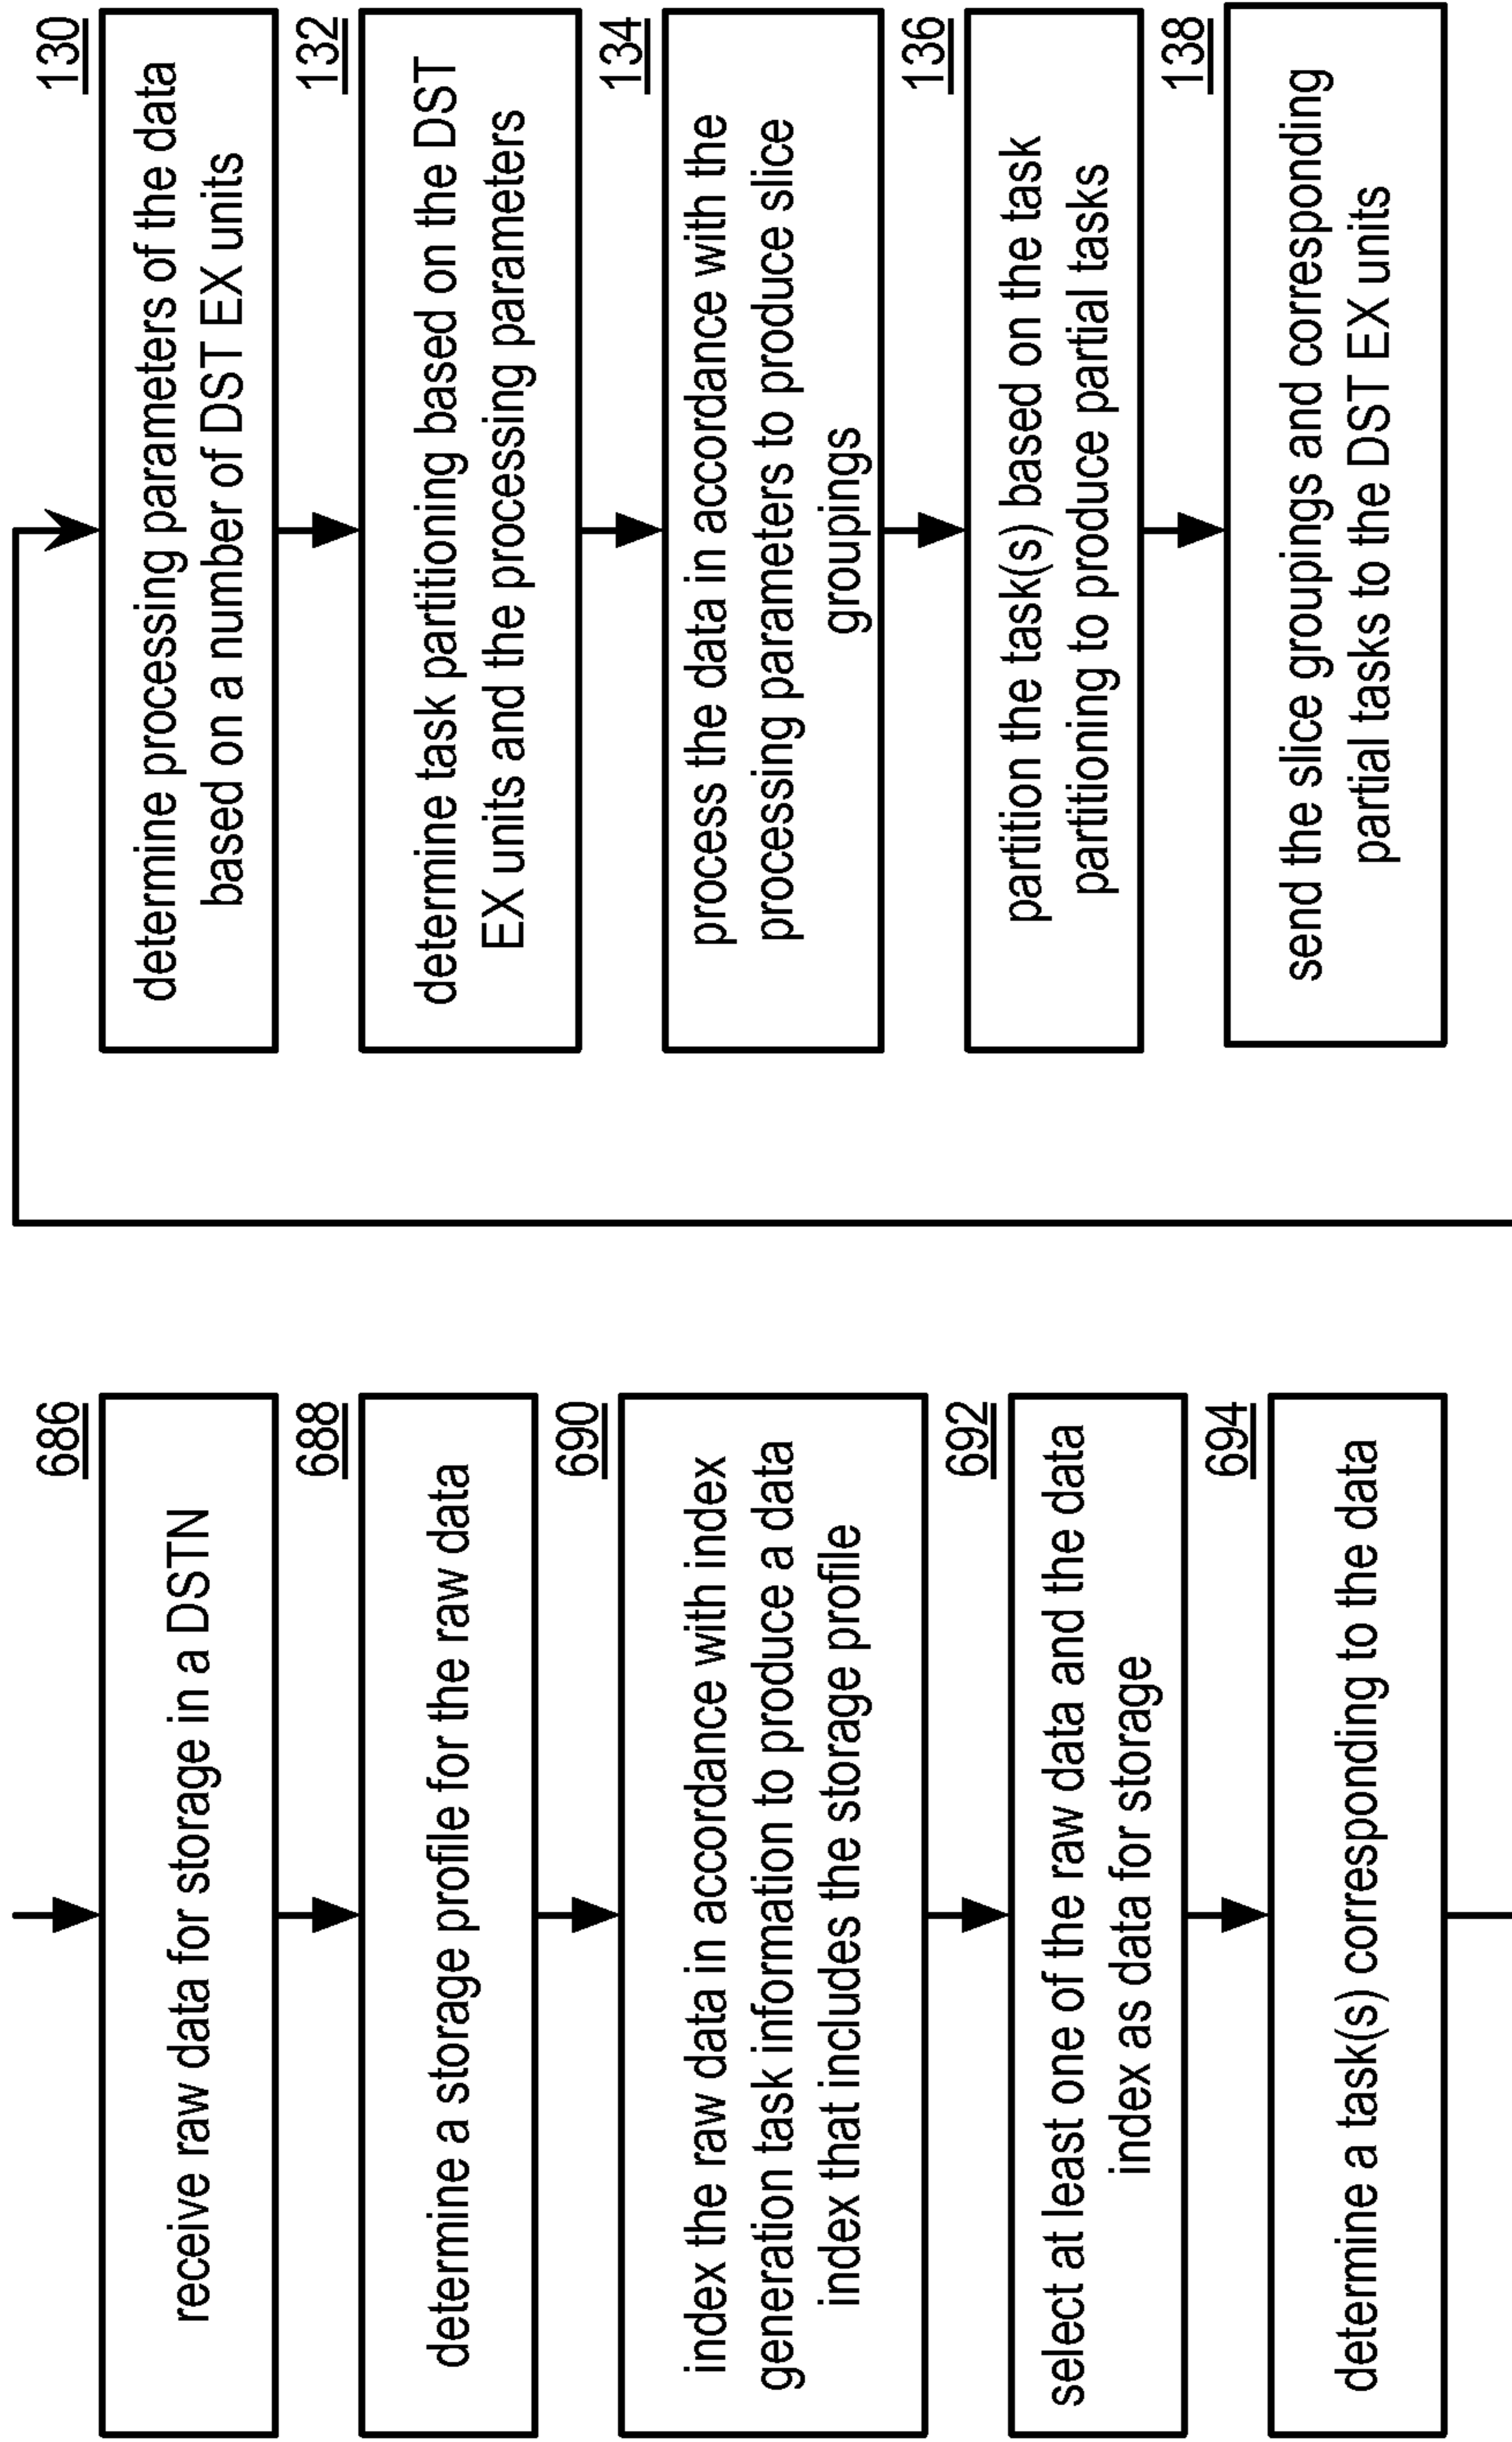 686
receive raw data for storage in a DSTN
688
determine a storage profile for the raw data
690
index the raw data in accordance with index
generation task information to produce a data
index that includes the storage profile
692
select at least one of the raw data and the data
index as data for storage
694
determine a task(s) corresponding to the data
130
determine processing parameters of the data
based on a number of DST EX units
132
determine task partitioning based on the DST
EX units and the processing parameters
134
process the data in accordance with the
processing parameters to produce slice
groupings
136
partition the task(s) based on the task
partitioning to produce partial tasks
138
send the slice groupings and corresponding
partial tasks to the DST EX units